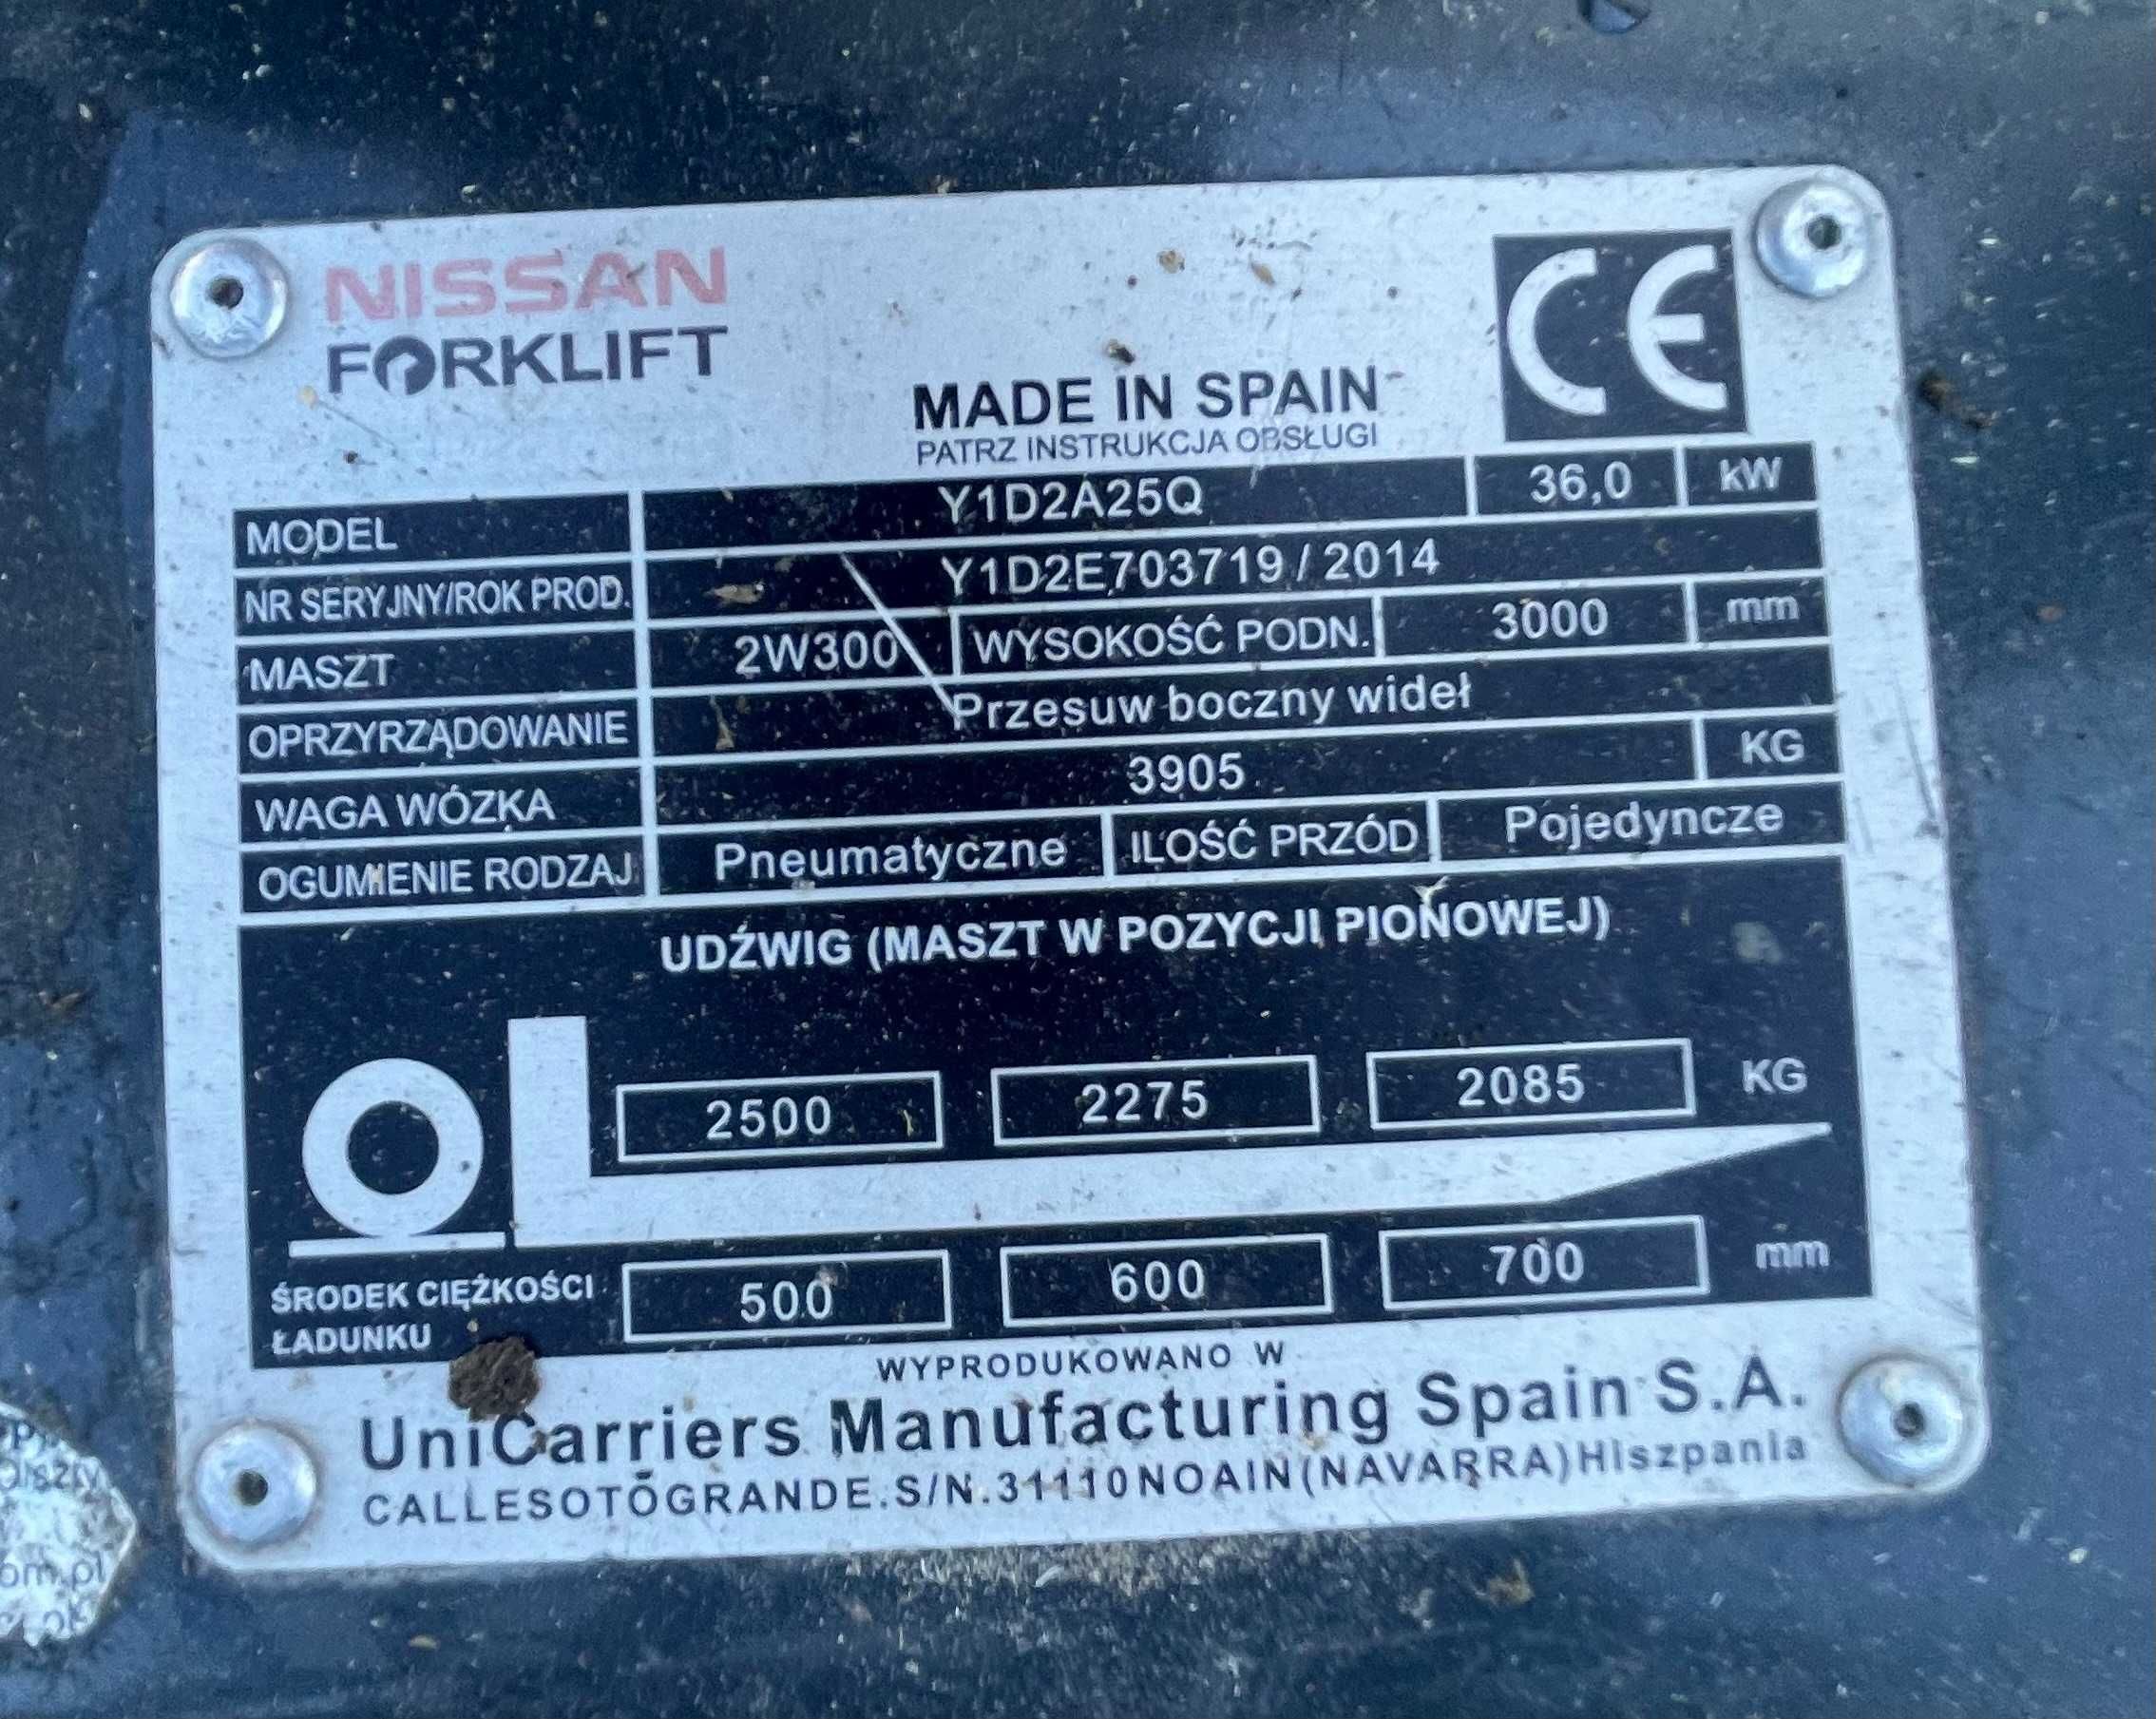 NISSAN
FORKLIFT
MADE IN SPAIN
PATRZ INSTRUKCJA OBSŁUGI
CE
MODEL Y1D2A25Q 36,0 kW
NR SERYJNY/ROK PROD. Y1D2E703719 / 2014
MASZT 2W300 WYSOKOŚĆ PODN. 3000 mm
OPRZYRZĄDOWANIE Przesuw boczny wideł
WAGA WÓZKA 3905 KG
OGUMIENIE RODZAJ Pneumatyczne ILOŚĆ PRZÓD Pojedyncze
UDŹWIG (MASZT W POZYCJI PIONOWEJ)
2500 2275 2085 KG
ŚRODEK CIĘŻKOŚCI
ŁADUNKU
500 600 700 mm
WYPRODUKOWANO W
UniCarriers Manufacturing Spain S.A.
CALLESOTOGRANDE.S/N.31110NOAIN(NAVARRA)Hiszpania
om.pl